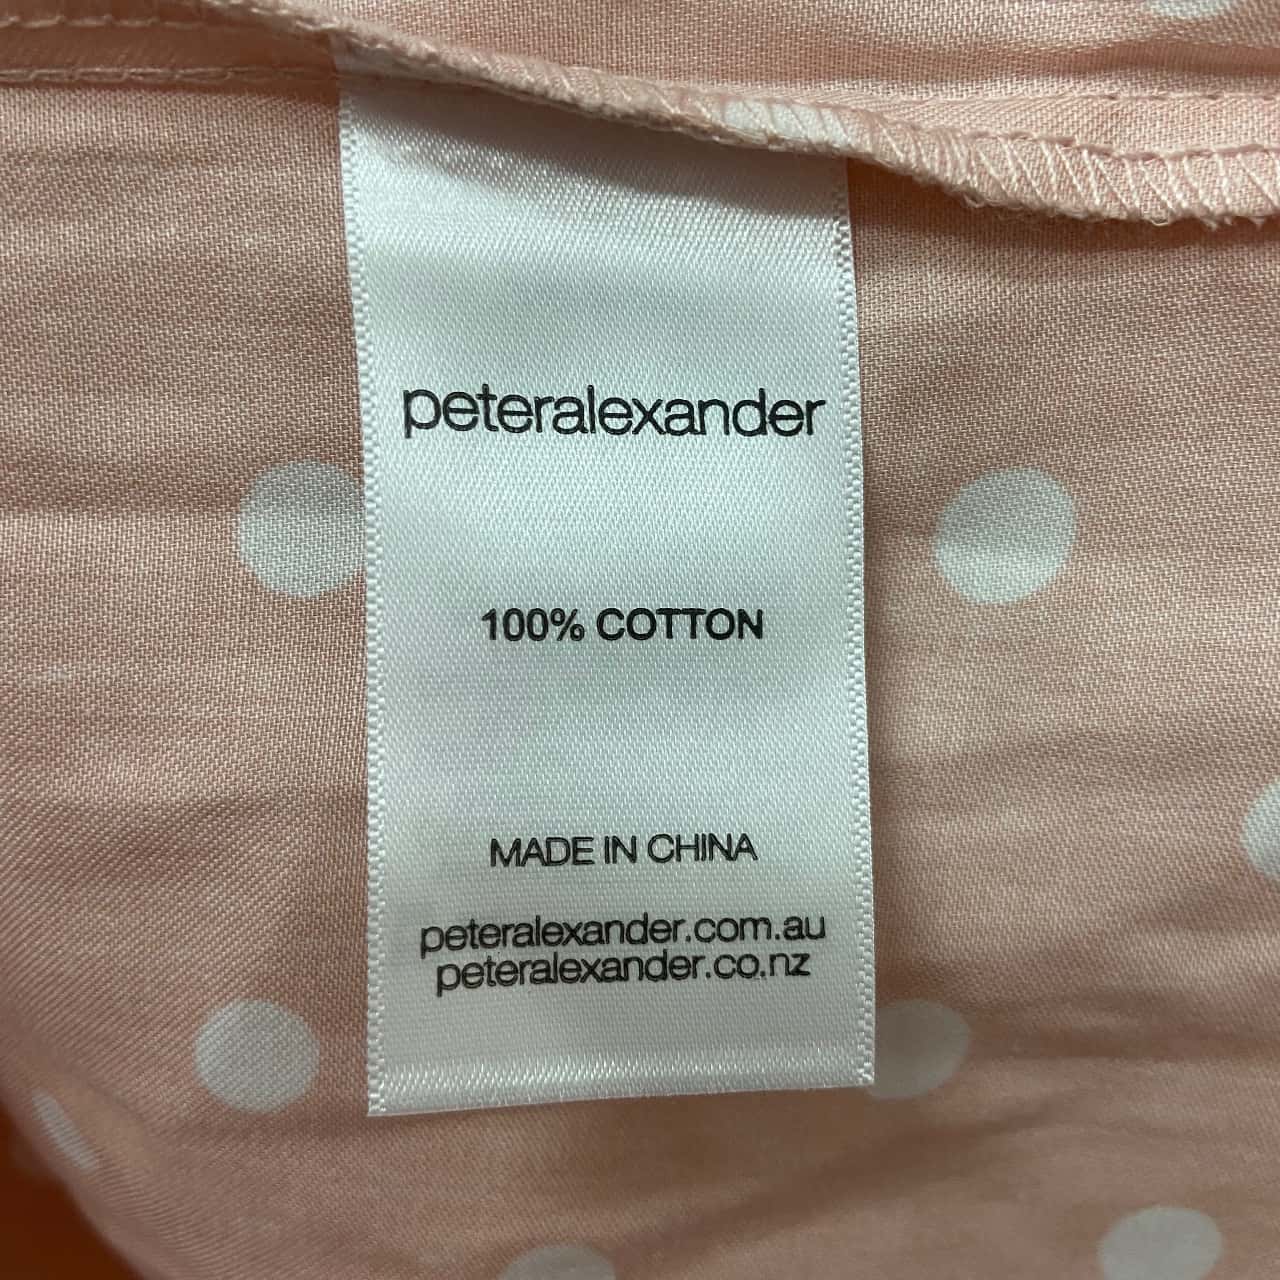 peteralexander
100% COTTON
MADE IN CHINA
peteralexander.com.au
peteralexander.co.nz